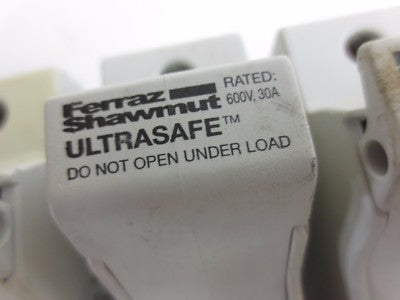 Ferraz
Shawmut
RATED:
600V, 30A
ULTRASAFE™
DO NOT OPEN UNDER LOAD